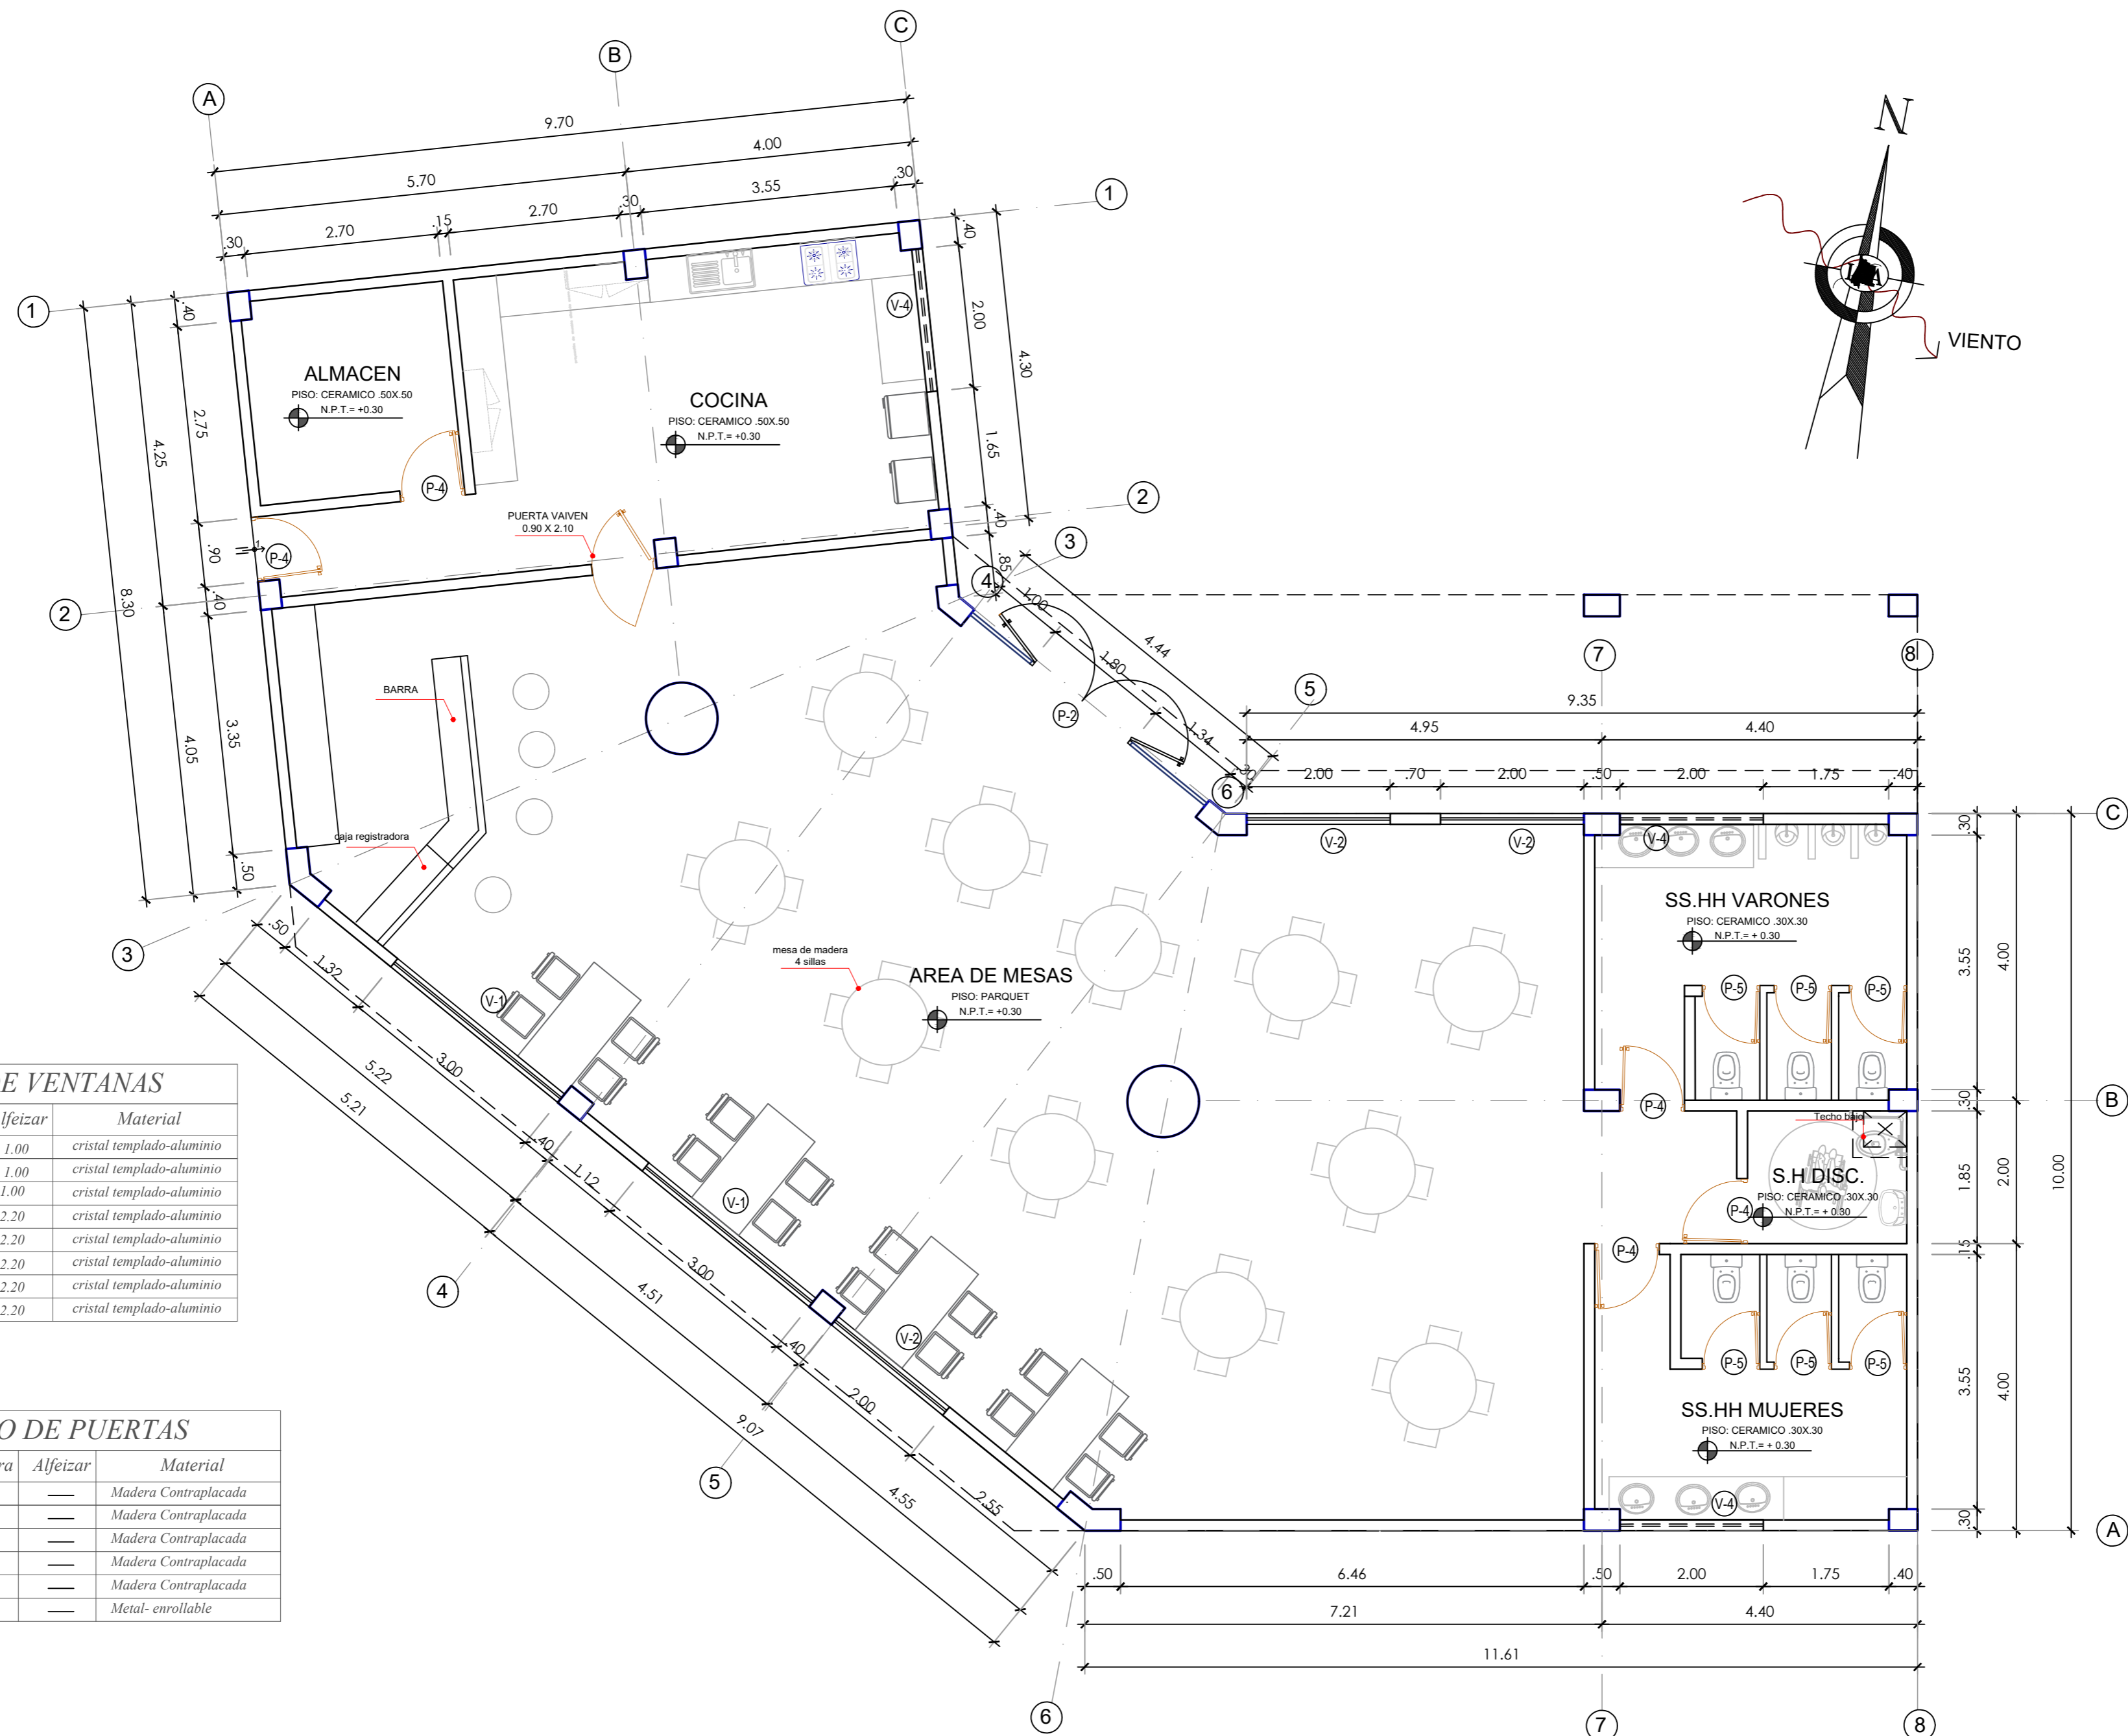 A
B
C
9.70
5.70
4.00
.30
2.70
.15
2.70
.30
3.55
.30
1
1
2
2
3
3
4
4
5
5
6
6
7
7
8
8
C
B
A
N
VIENTO
.40
2.75
.90
.40
3.35
.50
4.25
4.05
8.30
.40
2.00
1.65
.40
.85
4.30
ALMACEN
PISO: CERAMICO .50X.50
N.P.T.= +0.30
COCINA
PISO: CERAMICO .50X.50
N.P.T.= +0.30
V-4
P-4
P-4
1
PUERTA VAIVEN
0.90 X 2.10
BARRA
caja registradora
1.00
1.80
1.34
.30
4.44
P-2
9.35
4.95
4.40
2.00
.70
2.00
.50
2.00
1.75
.40
V-2
V-2
V-4
SS.HH VARONES
PISO: CERAMICO .30X.30
N.P.T.= + 0.30
P-5
P-5
P-5
P-4
Techo bajo
S.H DISC.
PISO: CERAMICO .30X.30
N.P.T.= + 0.30
P-4
P-4
P-5
P-5
P-5
SS.HH MUJERES
PISO: CERAMICO .30X.30
N.P.T.= + 0.30
V-4
mesa de madera
4 sillas
AREA DE MESAS
PISO: PARQUET
N.P.T.= +0.30
V-1
V-1
V-2
.30
3.55
.30
1.85
.15
3.55
.30
4.00
2.00
4.00
10.00
.50
1.32
3.00
.40
1.12
3.00
.40
2.00
2.55
5.22
4.51
4.55
5.21
9.07
.50
6.46
.50
2.00
1.75
.40
7.21
4.40
11.61
E VENTANAS
lfeizar Material
1.00 cristal templado-aluminio
1.00 cristal templado-aluminio
1.00 cristal templado-aluminio
2.20 cristal templado-aluminio
2.20 cristal templado-aluminio
2.20 cristal templado-aluminio
2.20 cristal templado-aluminio
2.20 cristal templado-aluminio
O DE PUERTAS
ra Alfeizar Material
— Madera Contraplacada
— Madera Contraplacada
— Madera Contraplacada
— Madera Contraplacada
— Madera Contraplacada
— Metal- enrollable